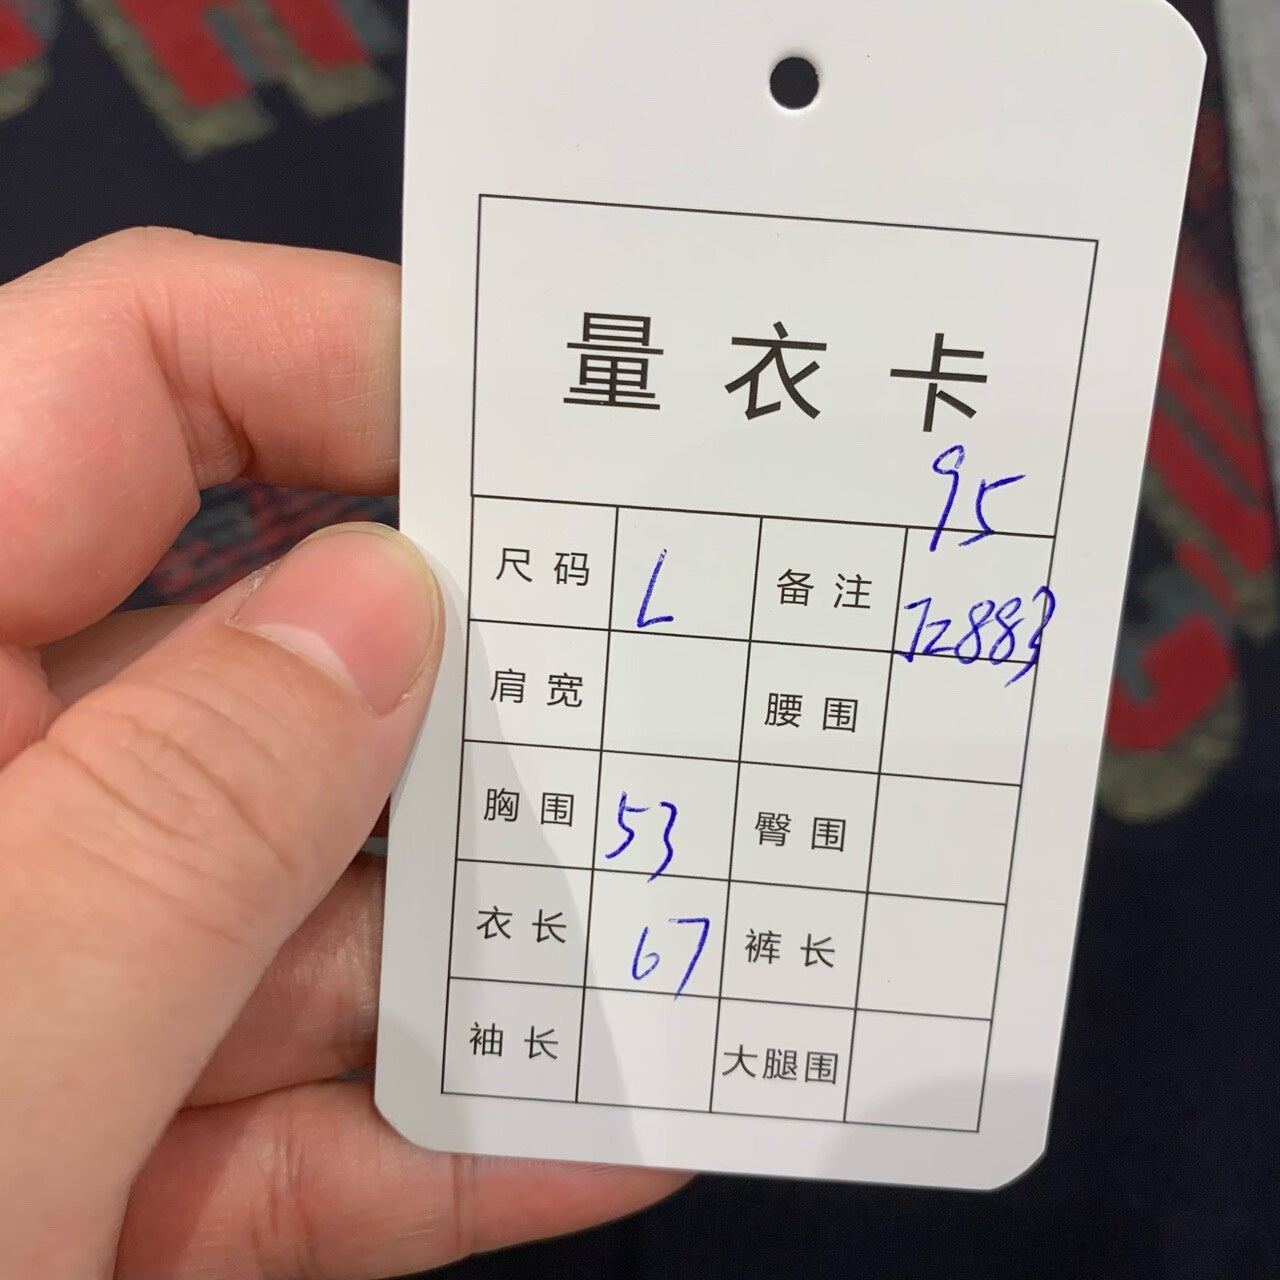 量衣卡
95
尺码 L 备注 Jz883
肩宽 腰围
胸围 53 臀围
衣长 67 裤长
袖长 大腿围